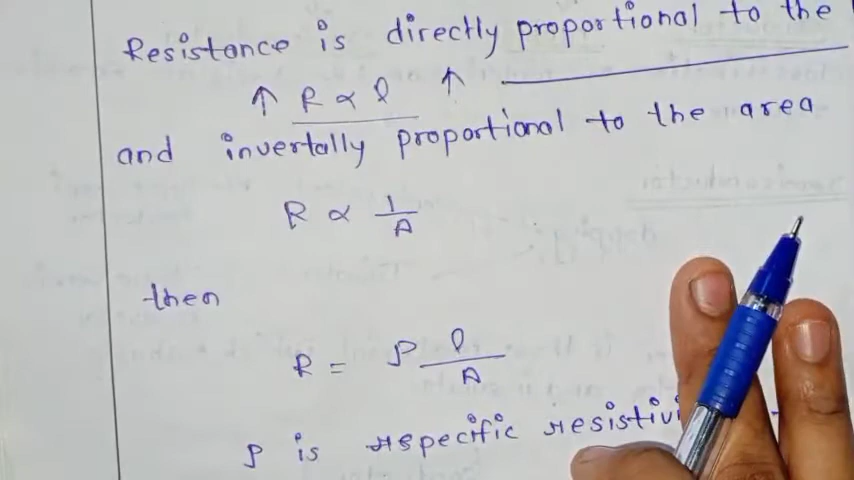 Resistance is directly proportional to the
↑ R ∝ l ↑
and invertally proportional to the area
R ∝ 1/A
then
R = ρ l/A
ρ is specific